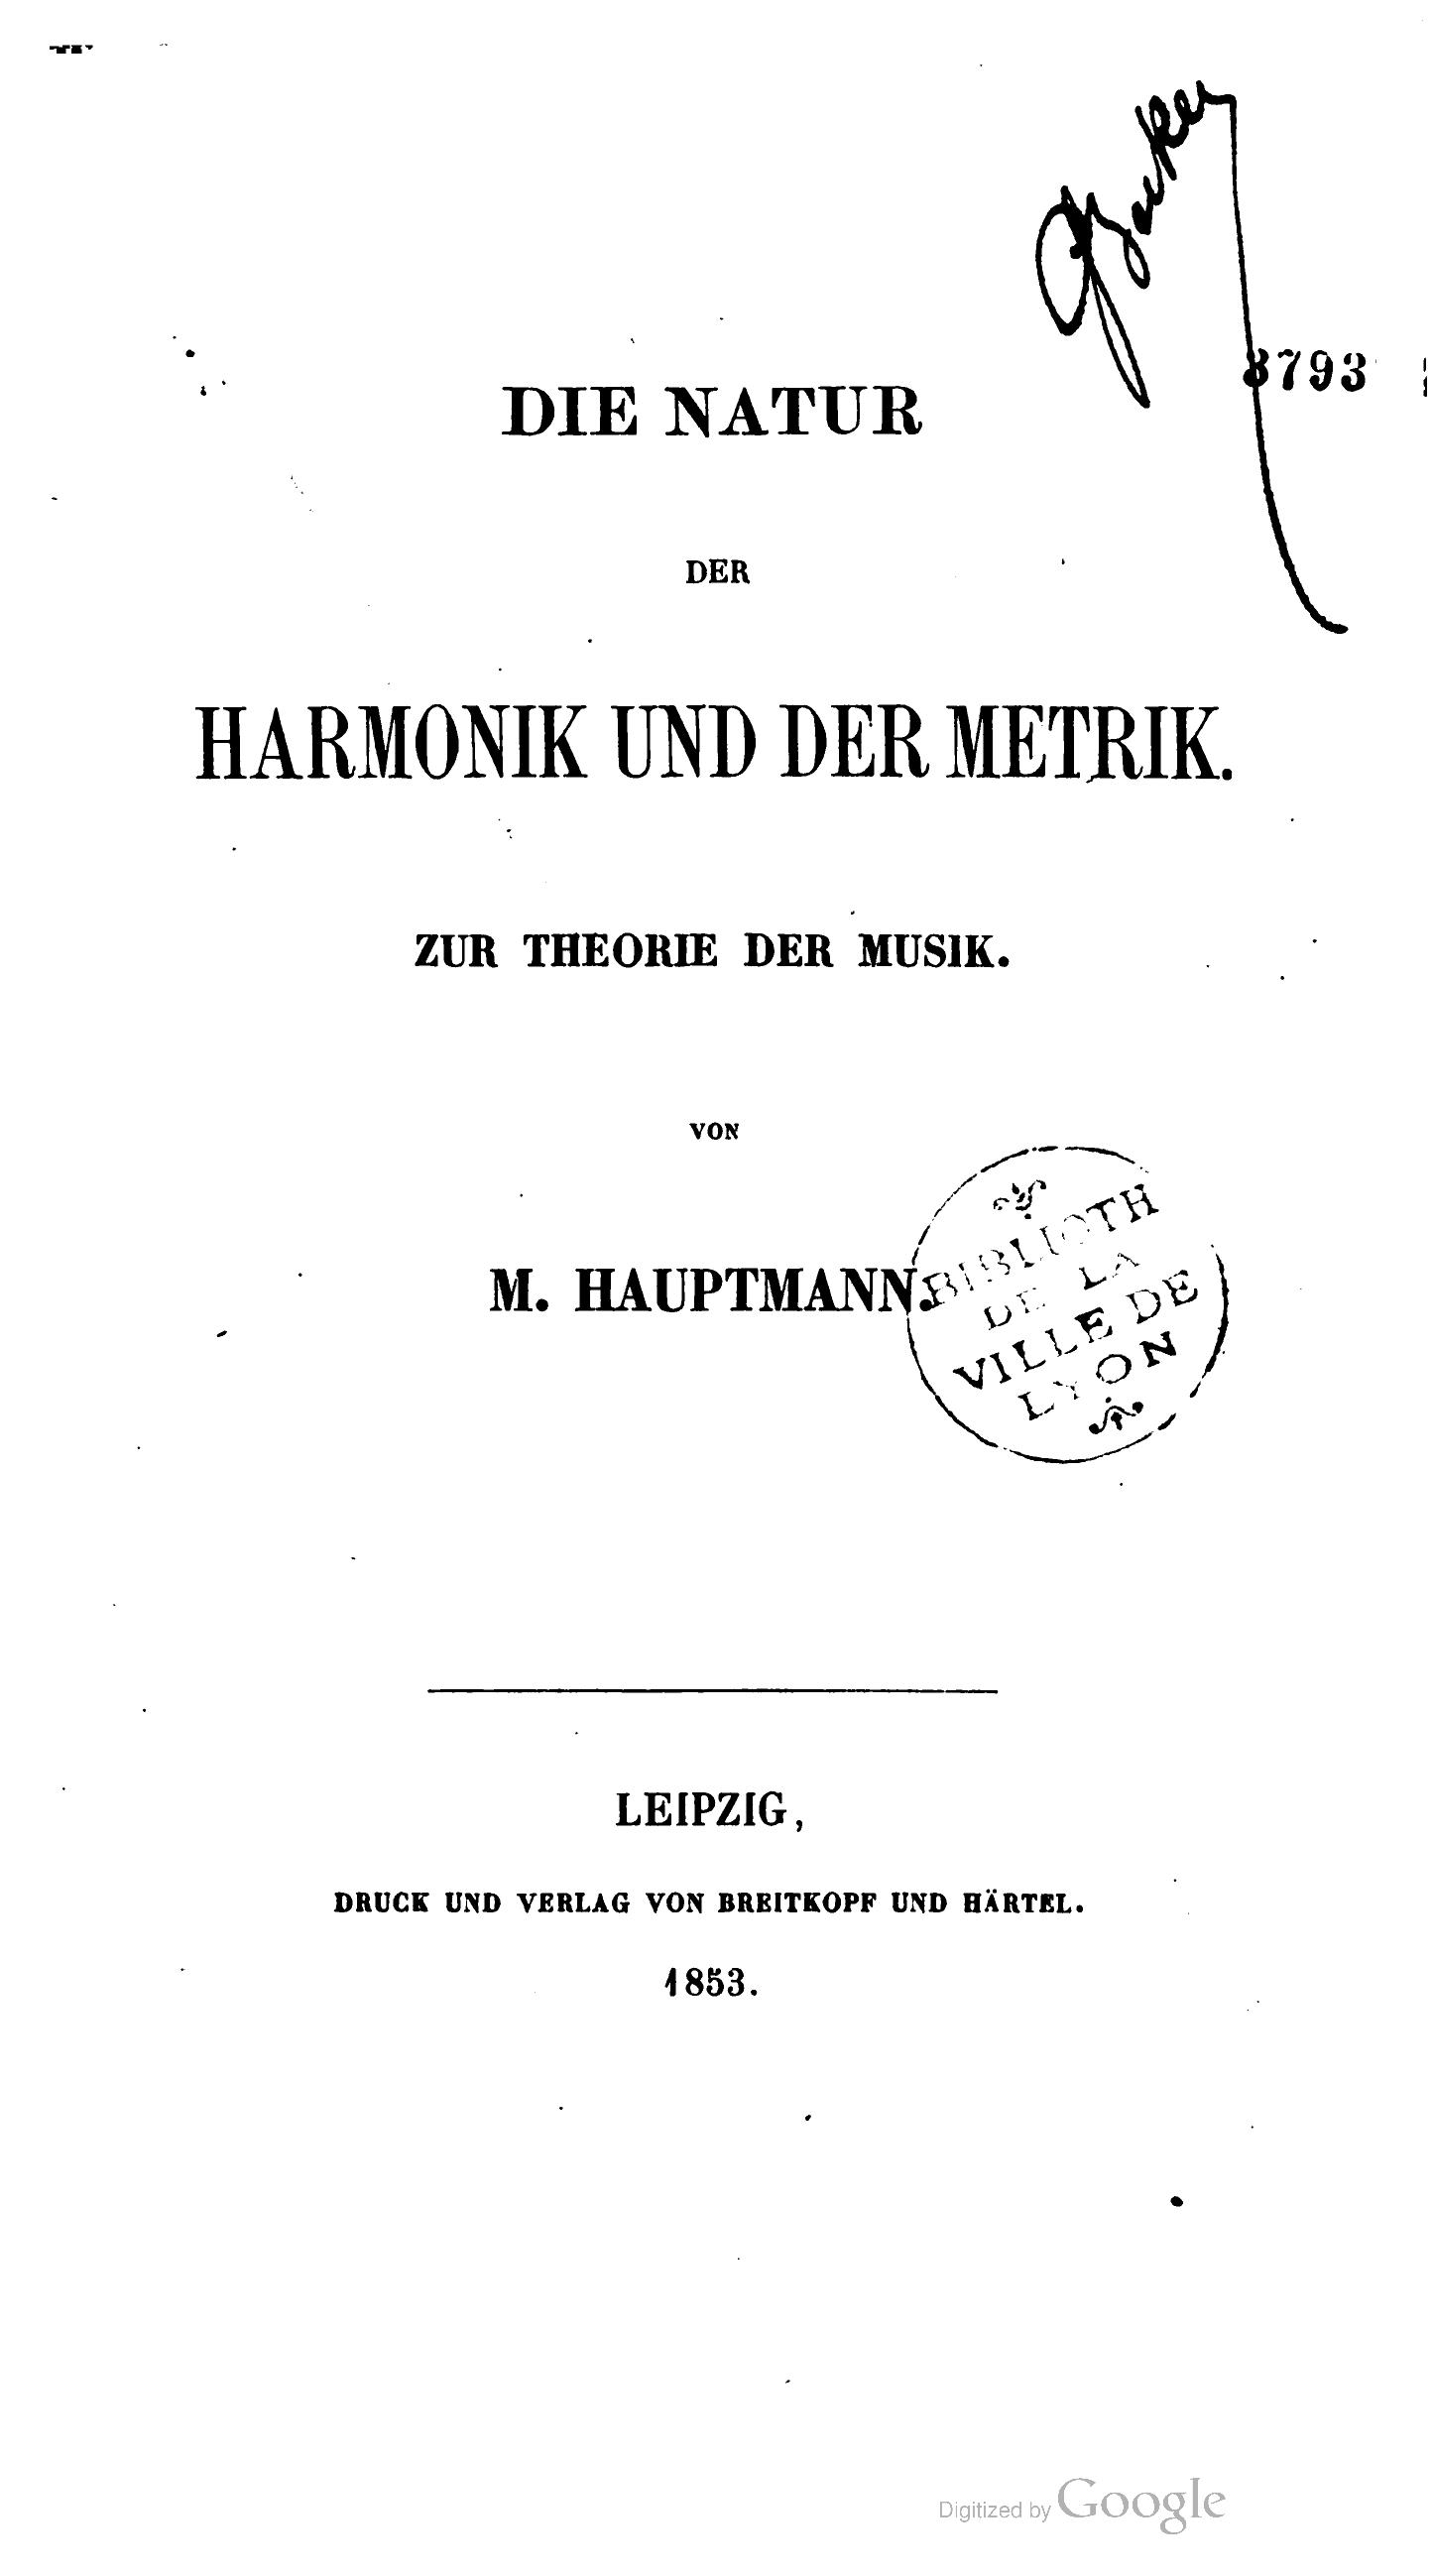 3793
DIE NATUR
DER
HARMONIK UND DER METRIK.
ZUR THEORIE DER MUSIK.
VON
M. HAUPTMANN.
BIBLIOTH
DE LA
VILLE DE
LYON
LEIPZIG,
DRUCK UND VERLAG VON BREITKOPF UND HÄRTEL.
1853.
Digitized by Google